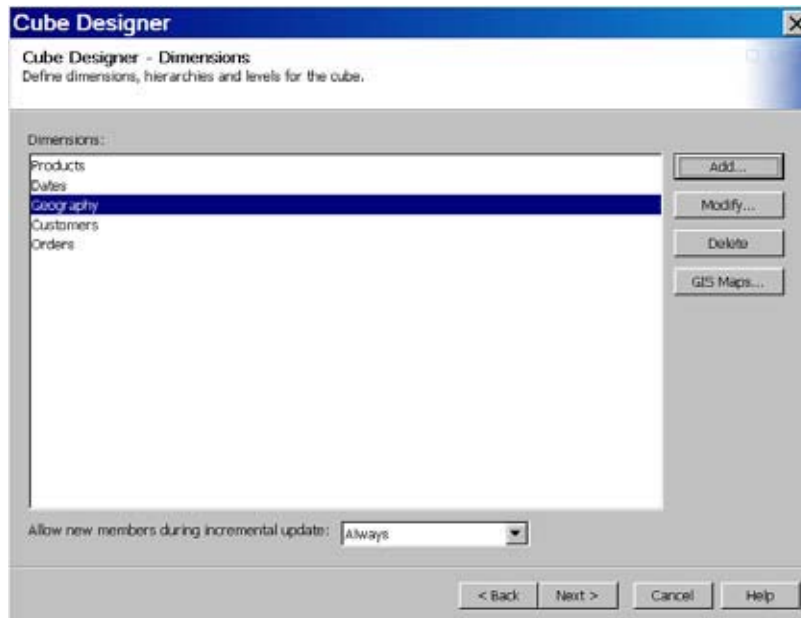 Cube Designer
Cube Designer - Dimensions
Define dimensions, hierarchies and levels for the cube.
Dimensions:
Products
Dates
Geography
Customers
Orders
Add...
Modify...
Delete
GIS Maps...
Allow new members during incremental update: Always
< Back Next > Cancel Help